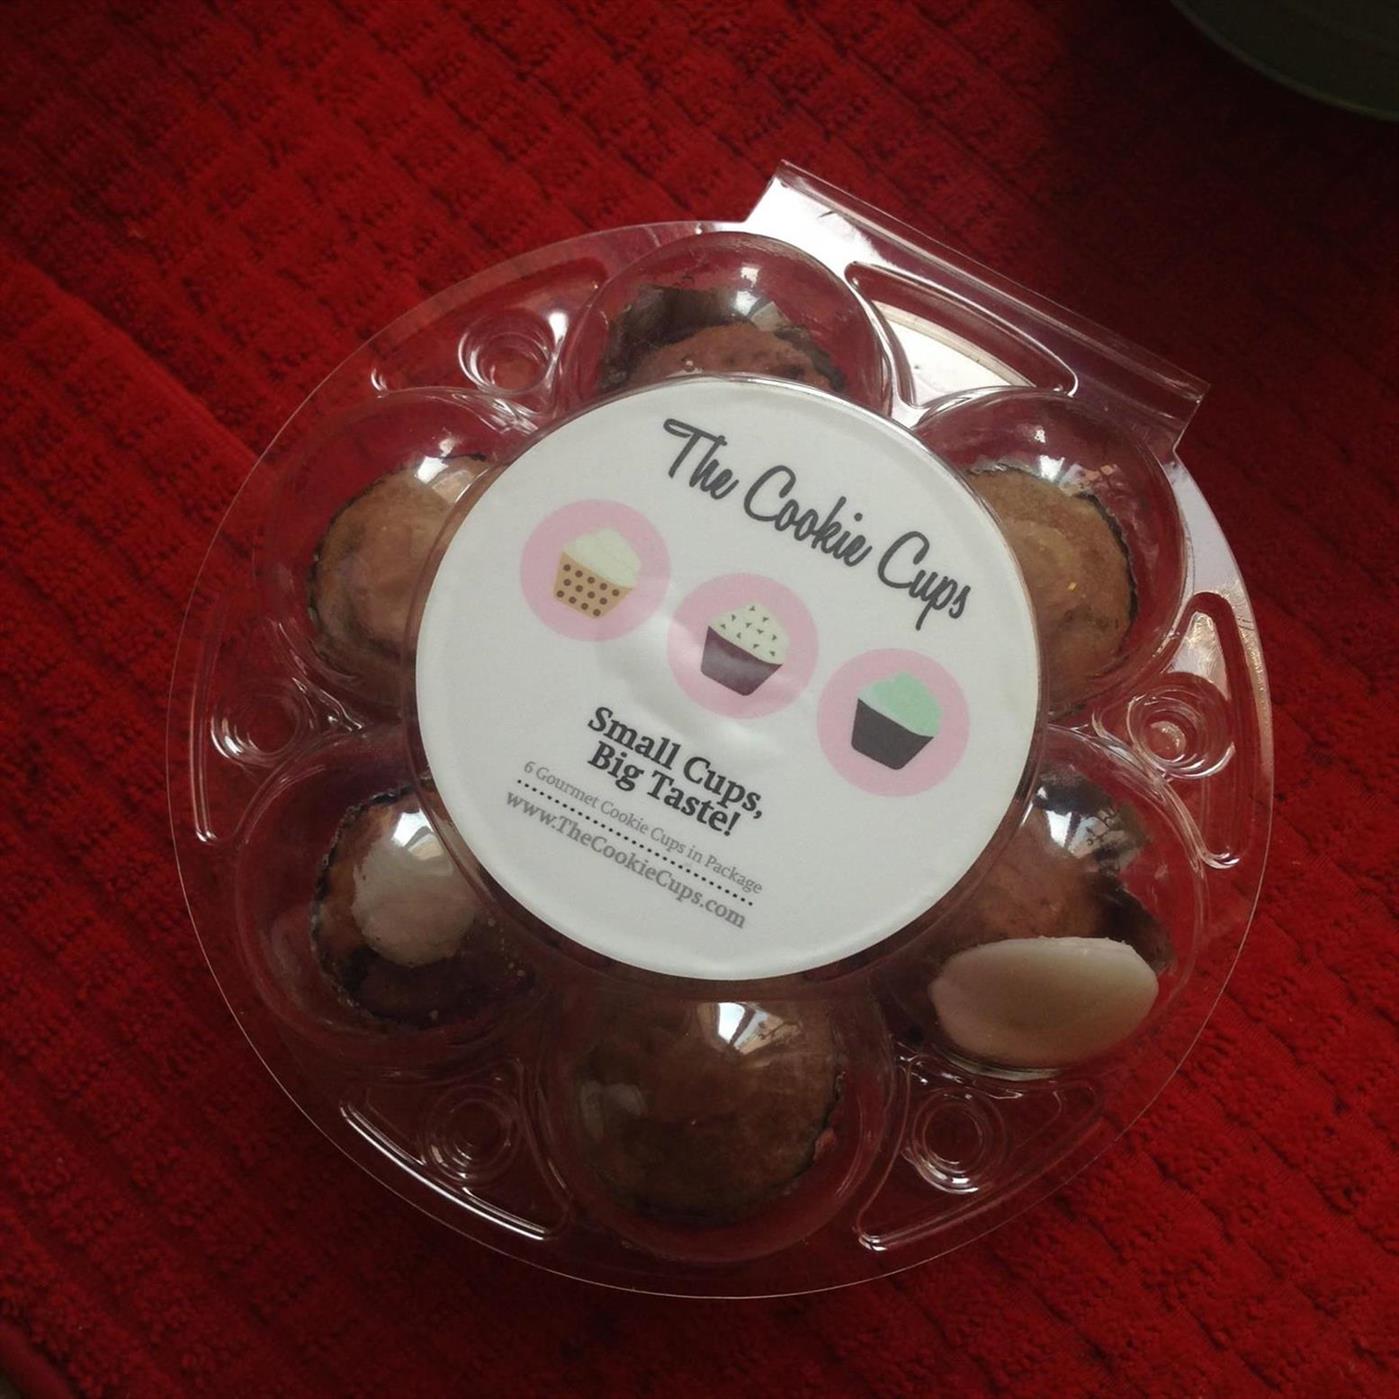 The Cookie Cups
Small Cups,
Big Taste!
6 Gourmet Cookie Cups in Package
www.TheCookieCups.com